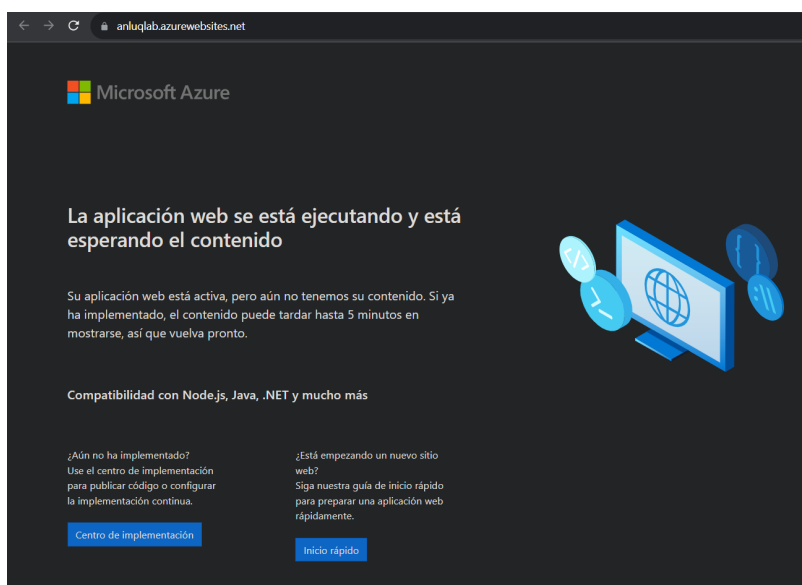 anluqlab.azurewebsites.net
Microsoft Azure
La aplicación web se está ejecutando y está
esperando el contenido
Su aplicación web está activa, pero aún no tenemos su contenido. Si ya
ha implementado, el contenido puede tardar hasta 5 minutos en
mostrarse, así que vuelva pronto.
Compatibilidad con Node.js, Java, .NET y mucho más
¿Aún no ha implementado?
Use el centro de implementación
para publicar código o configurar
la implementación continua.
Centro de implementación
¿Está empezando un nuevo sitio
web?
Siga nuestra guía de inicio rápido
para preparar una aplicación web
rápidamente.
Inicio rápido